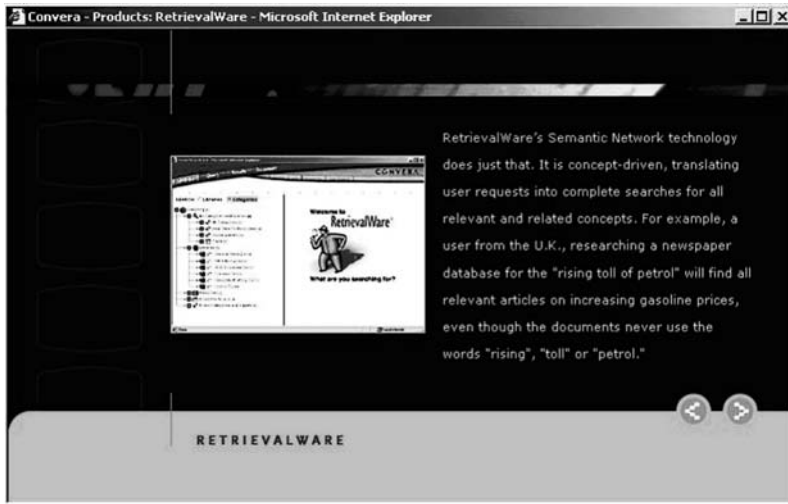 Convera - Products: RetrievalWare - Microsoft Internet Explorer
RetrievalWare's Semantic Network technology
does just that. It is concept-driven, translating
user requests into complete searches for all
relevant and related concepts. For example, a
user from the U.K., researching a newspaper
database for the "rising toll of petrol" will find all
relevant articles on increasing gasoline prices,
even though the documents never use the
words "rising", "toll" or "petrol."
CONVERA
Libraries Categories
Welcome to
RetrievalWare
What are you searching for?
RETRIEVALWARE